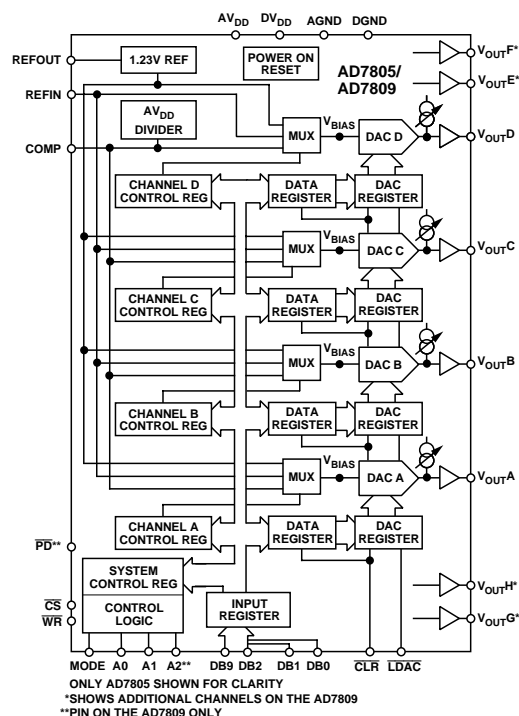 AVDD DVDD AGND DGND
REFOUT
1.23V REF
POWER ON RESET
AD7805/
AD7809
VOUTF*
VOUTE*
REFIN
AVDD
DIVIDER
COMP
MUX
VBIAS
DAC D
VOUTD
CHANNEL D
CONTROL REG
DATA
REGISTER
DAC
REGISTER
MUX
VBIAS
DAC C
VOUTC
CHANNEL C
CONTROL REG
DATA
REGISTER
DAC
REGISTER
MUX
VBIAS
DAC B
VOUTB
CHANNEL B
CONTROL REG
DATA
REGISTER
DAC
REGISTER
MUX
VBIAS
DAC A
VOUTA
CHANNEL A
CONTROL REG
DATA
REGISTER
DAC
REGISTER
PD**
SYSTEM
CONTROL REG
CONTROL
LOGIC
INPUT
REGISTER
VOUTH*
VOUTG*
CS
WR
MODE A0 A1 A2** DB9 DB2 DB1 DB0 CLR LDAC
ONLY AD7805 SHOWN FOR CLARITY
*SHOWS ADDITIONAL CHANNELS ON THE AD7809
**PIN ON THE AD7809 ONLY